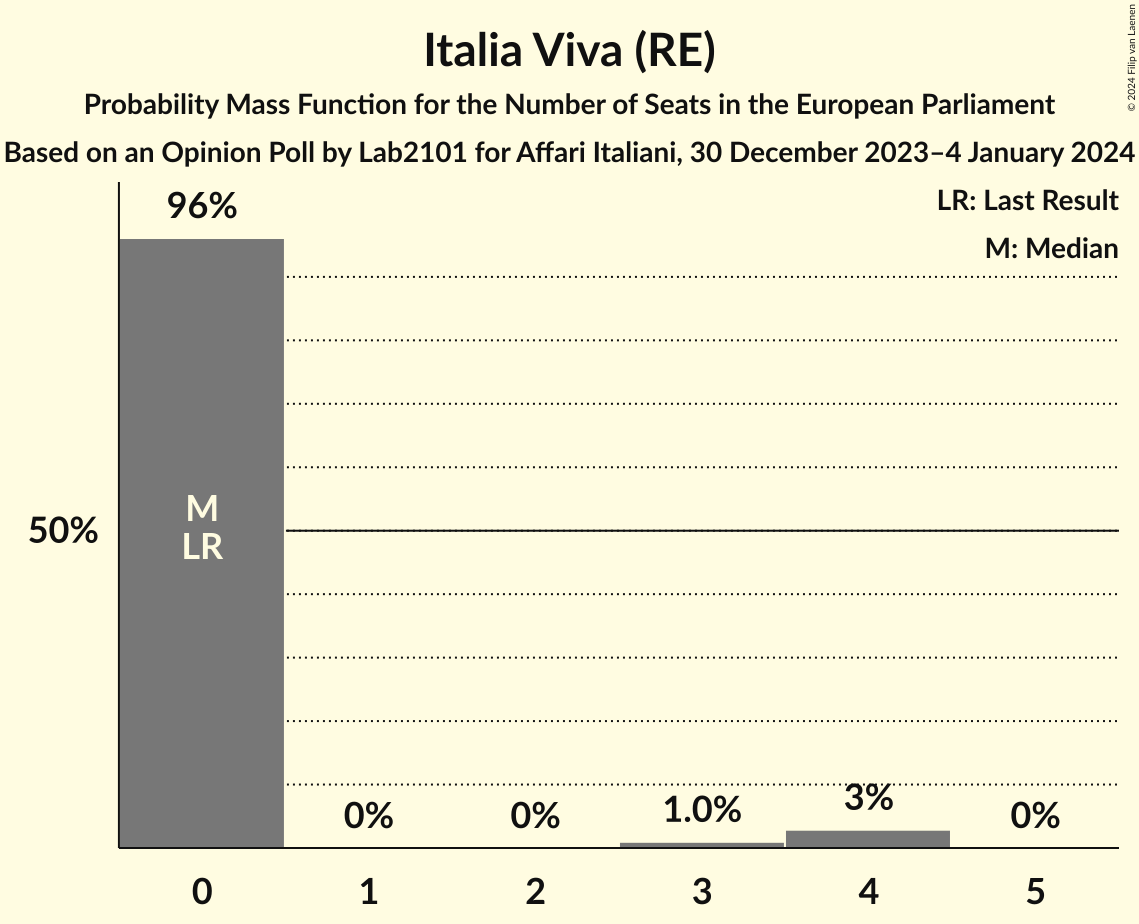 Italia Viva (RE)
Probability Mass Function for the Number of Seats in the European Parliament
Based on an Opinion Poll by Lab2101 for Affari Italiani, 30 December 2023–4 January 2024
© 2024 Filip van Laenen
LR: Last Result
M: Median
96%
50%
M
LR
0%
0%
1.0%
3%
0%
0 1 2 3 4 5